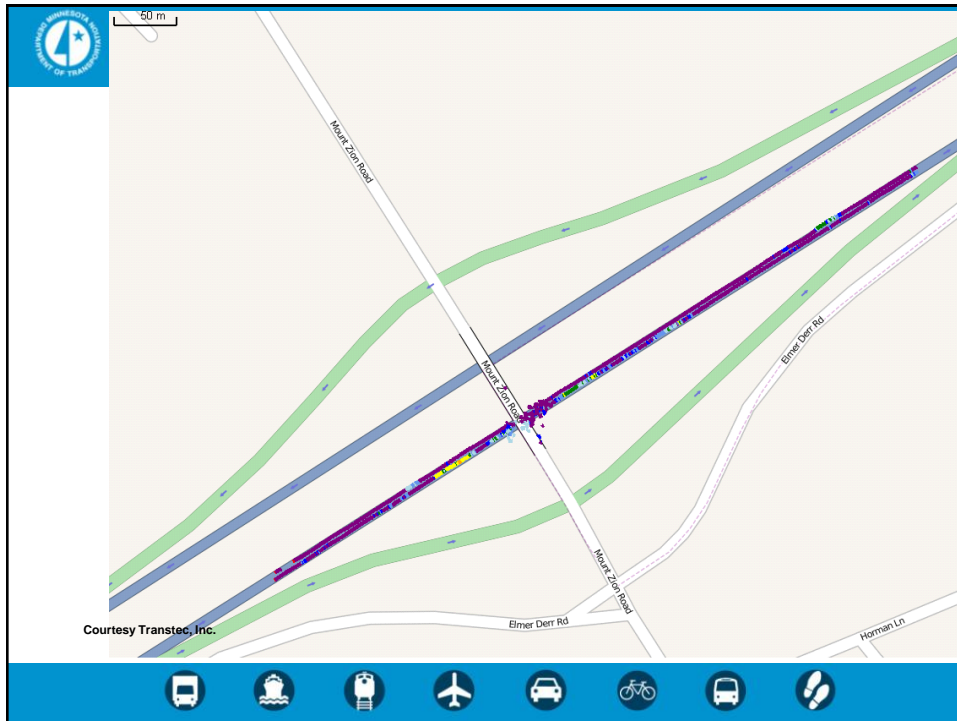 MINNESOTA
DEPARTMENT OF TRANSPORTATION
50 m
Mount Zion Road
Mount Zion Road
Elmer Derr Rd
Mount Zion Road
Elmer Derr Rd
Horman Ln
Courtesy Transtec, Inc.